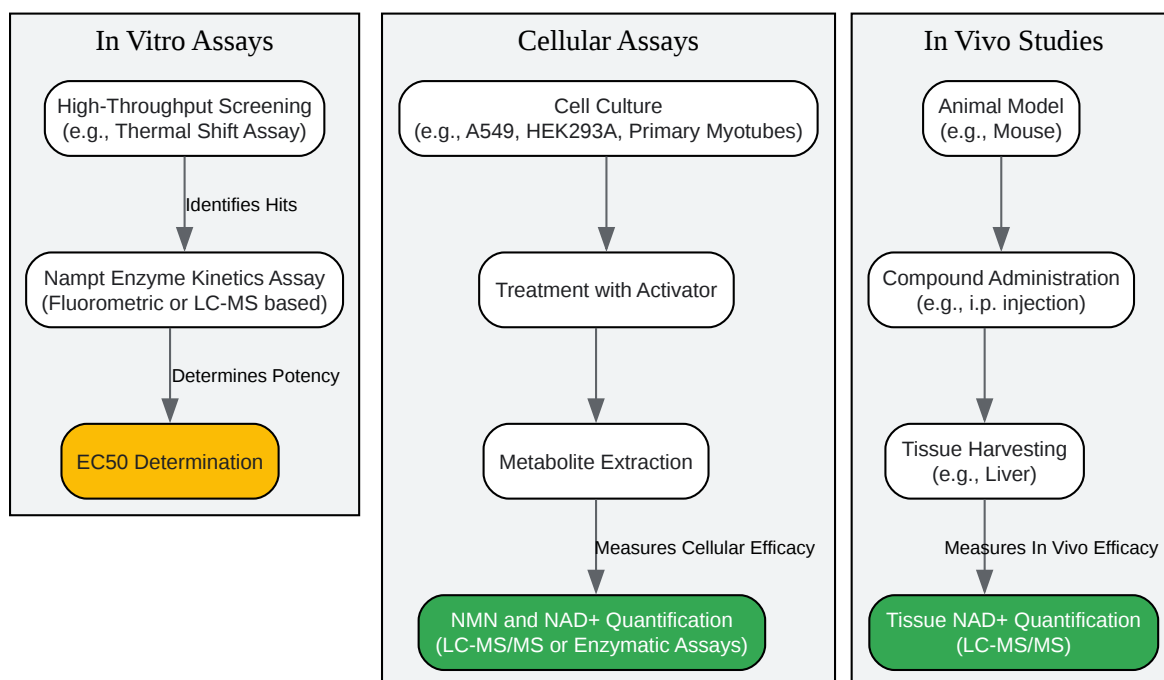 In Vitro Assays
High-Throughput Screening
(e.g., Thermal Shift Assay)
Identifies Hits
Nampt Enzyme Kinetics Assay
(Fluorometric or LC-MS based)
Determines Potency
EC50 Determination
Cellular Assays
Cell Culture
(e.g., A549, HEK293A, Primary Myotubes)
Treatment with Activator
Metabolite Extraction
Measures Cellular Efficacy
NMN and NAD+ Quantification
(LC-MS/MS or Enzymatic Assays)
In Vivo Studies
Animal Model
(e.g., Mouse)
Compound Administration
(e.g., i.p. injection)
Tissue Harvesting
(e.g., Liver)
Measures In Vivo Efficacy
Tissue NAD+ Quantification
(LC-MS/MS)